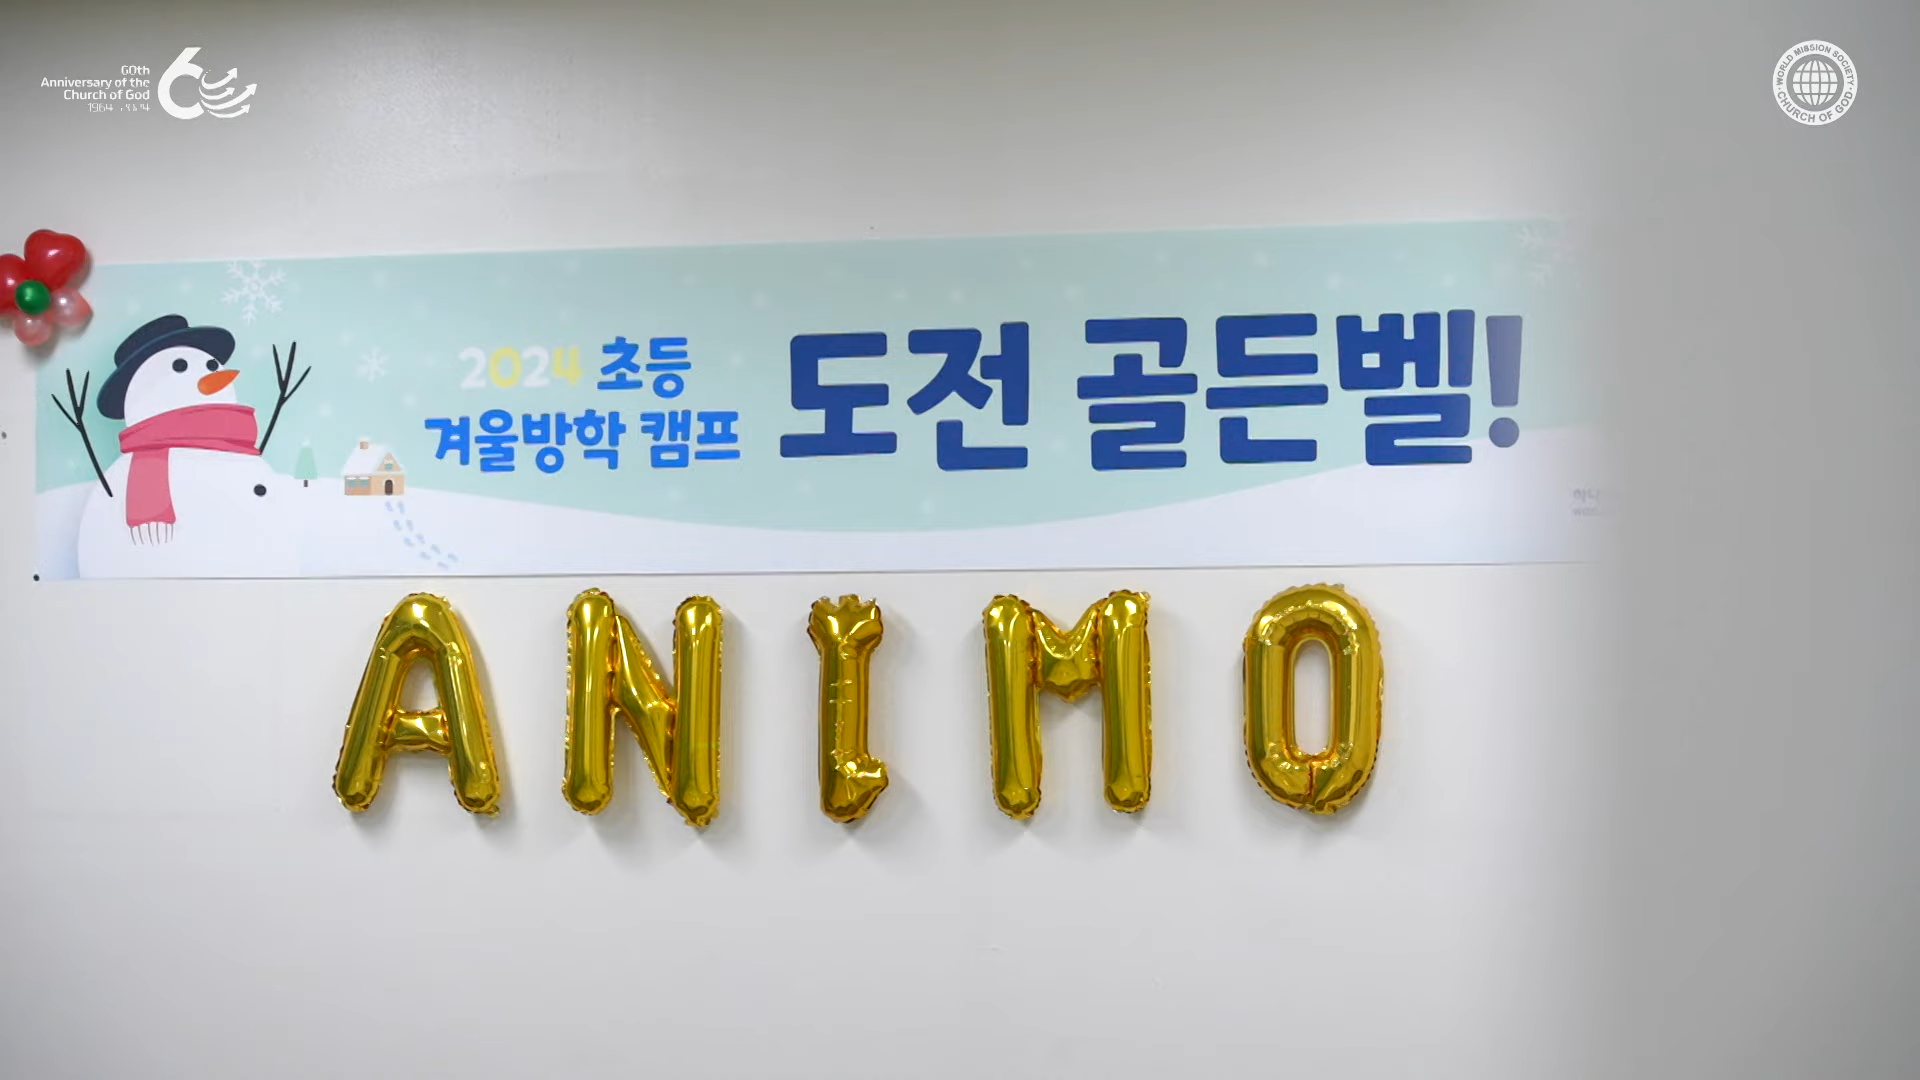 60th
Anniversary of the
Church of God
60
WORLD MISSION SOCIETY
CHURCH OF GOD
2024 초등
겨울방학 캠프
도전 골든벨!
ANIMO